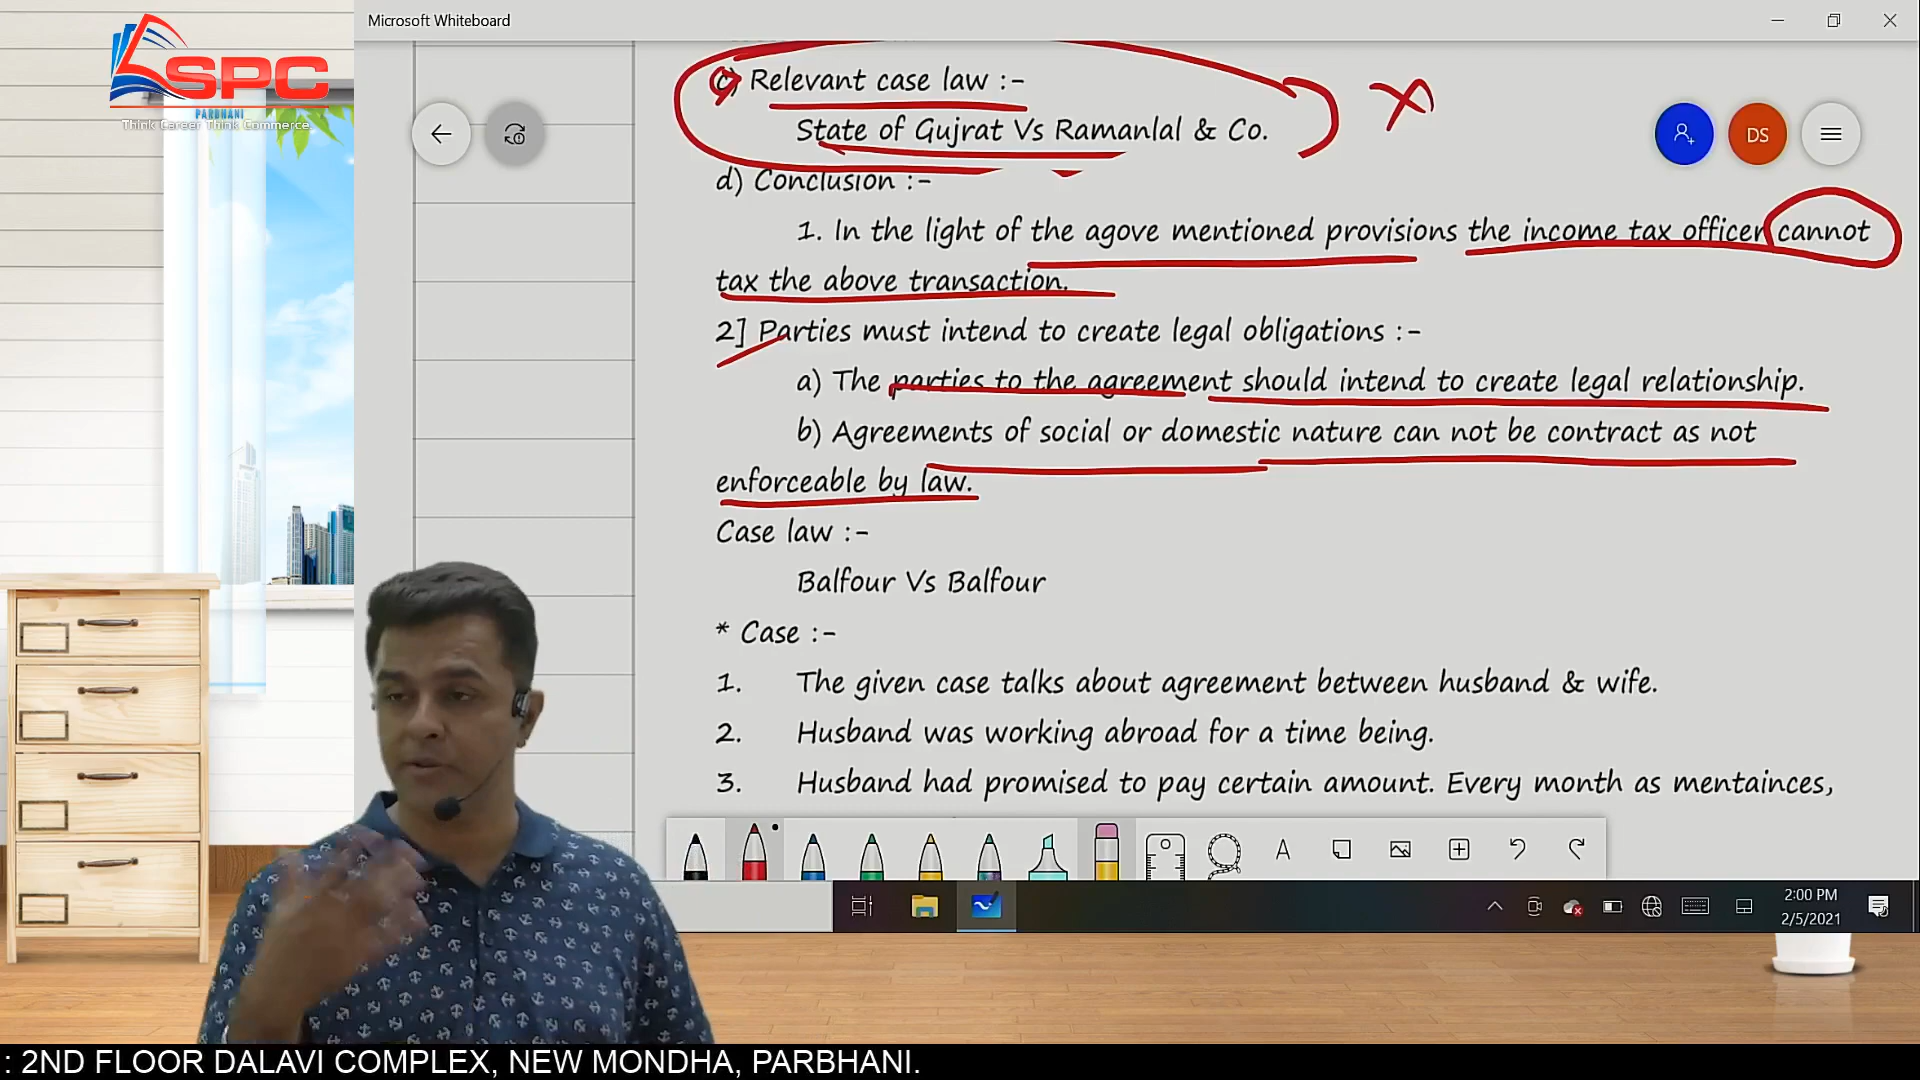 Microsoft Whiteboard
SPC
PARBHANI
Think Career Think Commerce.
c) Relevant case law :-
State of Gujrat Vs Ramanlal & Co.
DS
d) Conclusion :-
1. In the light of the agove mentioned provisions the income tax officer cannot
tax the above transaction.
2] Parties must intend to create legal obligations :-
a) The parties to the agreement should intend to create legal relationship.
b) Agreements of social or domestic nature can not be contract as not
enforceable by law.
Case law :-
Balfour Vs Balfour
* Case :-
1. The given case talks about agreement between husband & wife.
2. Husband was working abroad for a time being.
3. Husband had promised to pay certain amount. Every month as mentainces,
2:00 PM
2/5/2021
: 2ND FLOOR DALAVI COMPLEX, NEW MONDHA, PARBHANI.